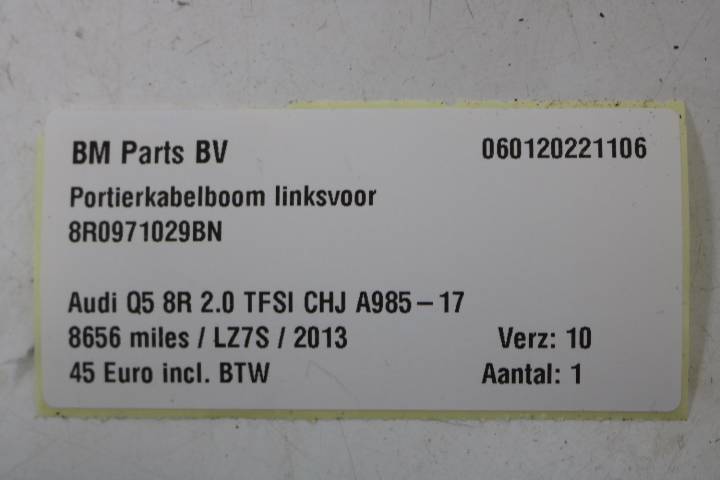 BM Parts BV 060120221106
Portierkabelboom linksvoor
8R0971029BN
Audi Q5 8R 2.0 TFSI CHJ A985-17
8656 miles / LZ7S / 2013 Verz: 10
45 Euro incl. BTW Aantal: 1